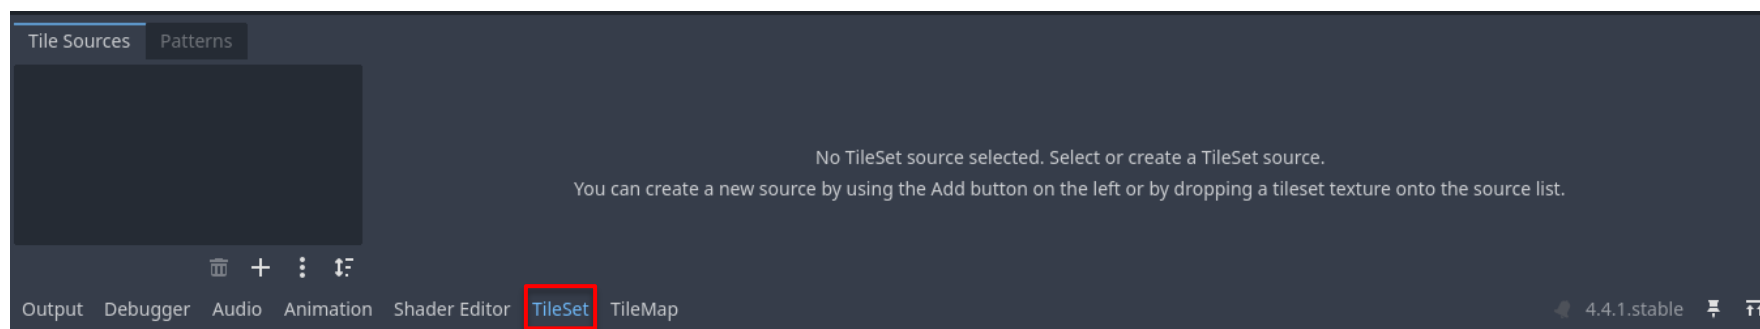 Tile Sources Patterns
No TileSet source selected. Select or create a TileSet source.
You can create a new source by using the Add button on the left or by dropping a tileset texture onto the source list.
Output Debugger Audio Animation Shader Editor TileSet TileMap 4.4.1.stable